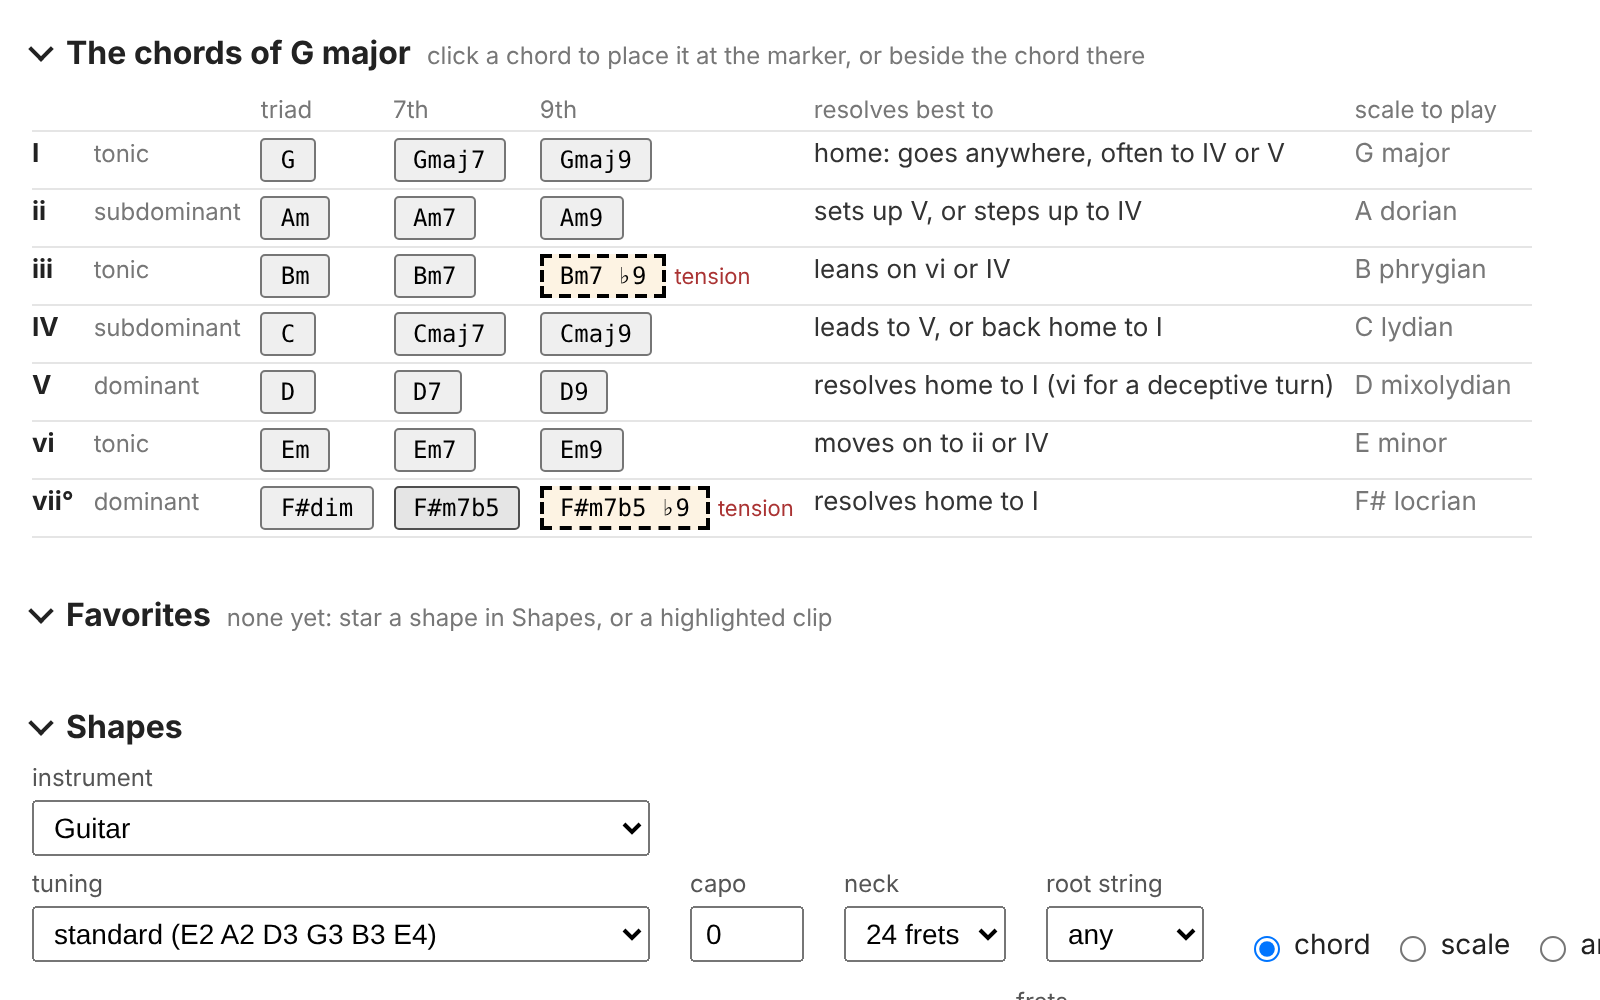 The chords of G major click a chord to place it at the marker, or beside the chord there
triad 7th 9th resolves best to scale to play
I tonic G Gmaj7 Gmaj9 home: goes anywhere, often to IV or V G major
ii subdominant Am Am7 Am9 sets up V, or steps up to IV A dorian
iii tonic Bm Bm7 Bm7 ♭9 tension leans on vi or IV B phrygian
IV subdominant C Cmaj7 Cmaj9 leads to V, or back home to I C lydian
V dominant D D7 D9 resolves home to I (vi for a deceptive turn) D mixolydian
vi tonic Em Em7 Em9 moves on to ii or IV E minor
vii° dominant F#dim F#m7b5 F#m7b5 ♭9 tension resolves home to I F# locrian
Favorites none yet: star a shape in Shapes, or a highlighted clip
Shapes
instrument
Guitar
tuning capo neck root string
standard (E2 A2 D3 G3 B3 E4) 0 24 frets any chord scale